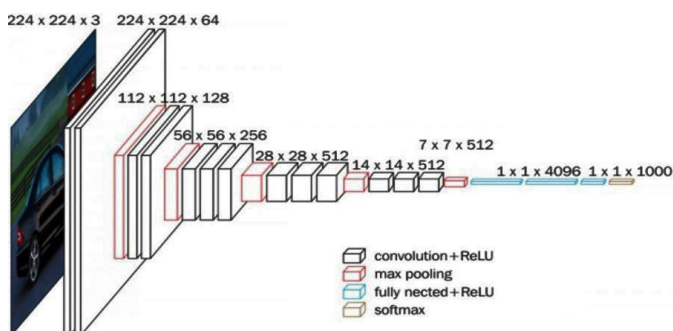 224 x 224 x 3
224 x 224 x 64
112 x 112 x 128
56 x 56 x 256
28 x 28 x 512
14 x 14 x 512
7 x 7 x 512
1 x 1 x 4096
1 x 1 x 1000
convolution+ReLU
max pooling
fully nected+ReLU
softmax